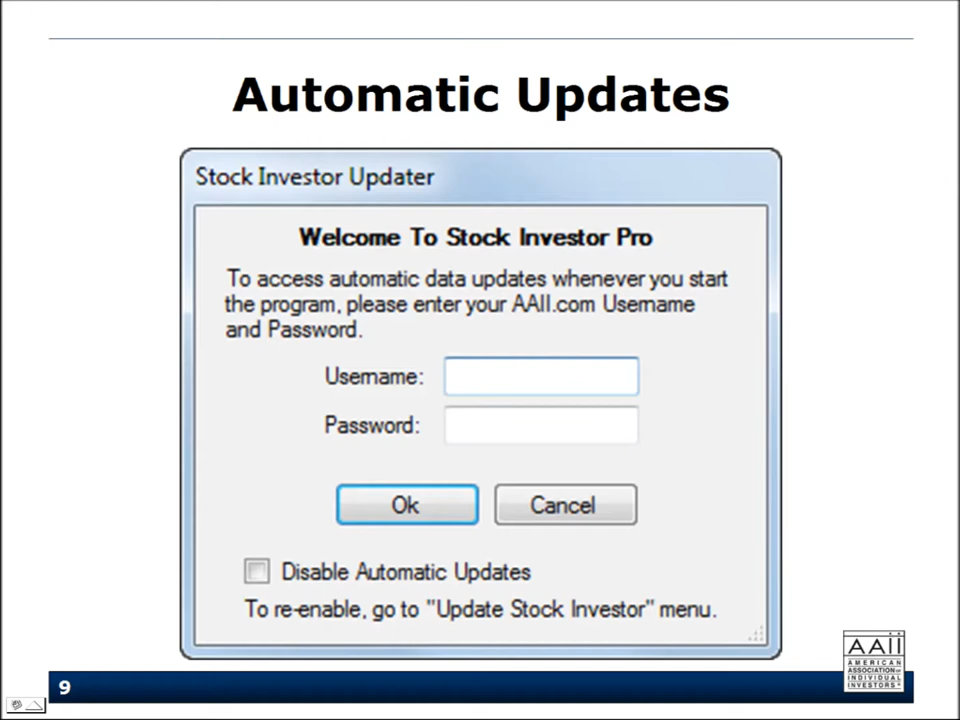 Automatic Updates
Stock Investor Updater
Welcome To Stock Investor Pro
To access automatic data updates whenever you start
the program, please enter your AAII.com Username
and Password.
Username:
Password:
Ok
Cancel
Disable Automatic Updates
To re-enable, go to "Update Stock Investor" menu.
9
AAII
AMERICAN
ASSOCIATION OF
INDIVIDUAL
INVESTORS®